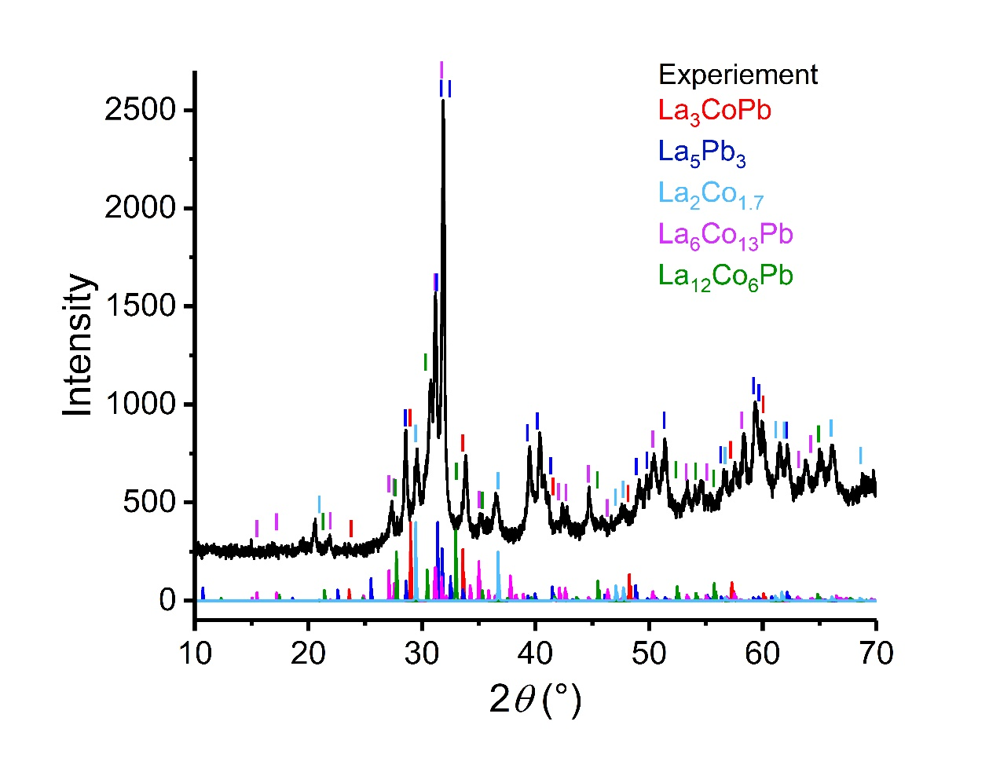 Experiement
La₃CoPb
La₅Pb₃
La₂Co₁.₇
La₆Co₁₃Pb
La₁₂Co₆Pb
Intensity
2500
2000
1500
1000
500
0
10 20 30 40 50 60 70
2θ (°)